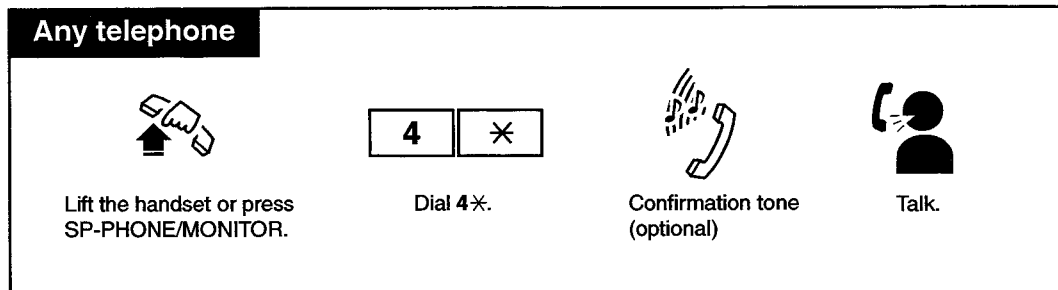 Any telephone
4 ✳
Lift the handset or press
SP-PHONE/MONITOR.
Dial 4✳.
Confirmation tone
(optional)
Talk.